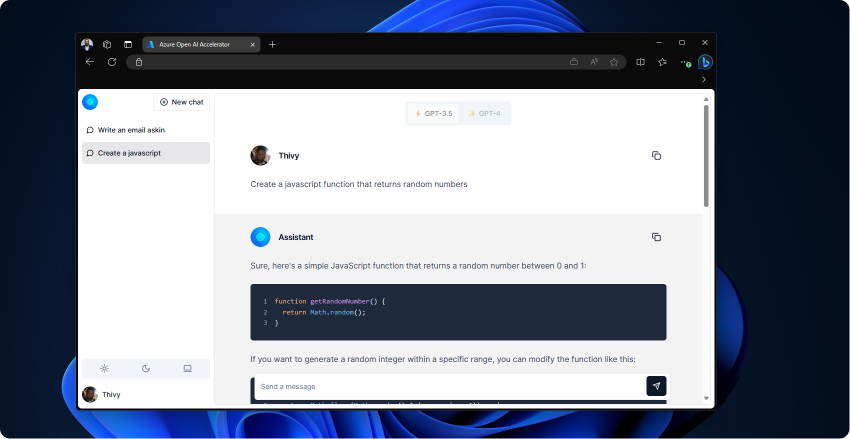 Azure Open AI Accelerator
New chat
Write an email askin
Create a javascript
GPT-3.5
GPT-4
Thivy
Create a javascript function that returns random numbers
Assistant
Sure, here's a simple JavaScript function that returns a random number between 0 and 1:
1 function getRandomNumber() {
2 return Math.random();
3 }
If you want to generate a random integer within a specific range, you can modify the function like this:
Send a message
Thivy